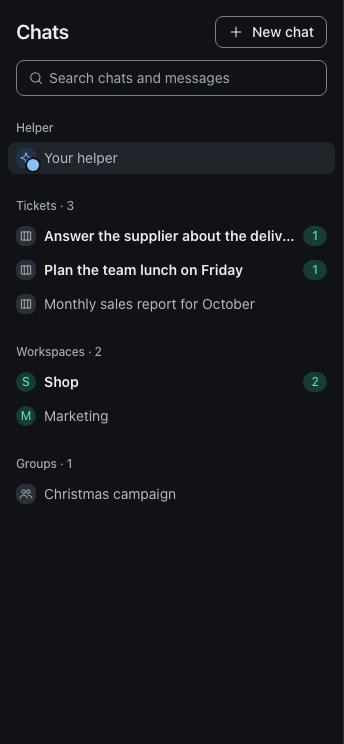 Chats
New chat
Search chats and messages
Helper
Your helper
Tickets · 3
Answer the supplier about the deliv... 1
Plan the team lunch on Friday 1
Monthly sales report for October
Workspaces · 2
S Shop 2
M Marketing
Groups · 1
Christmas campaign